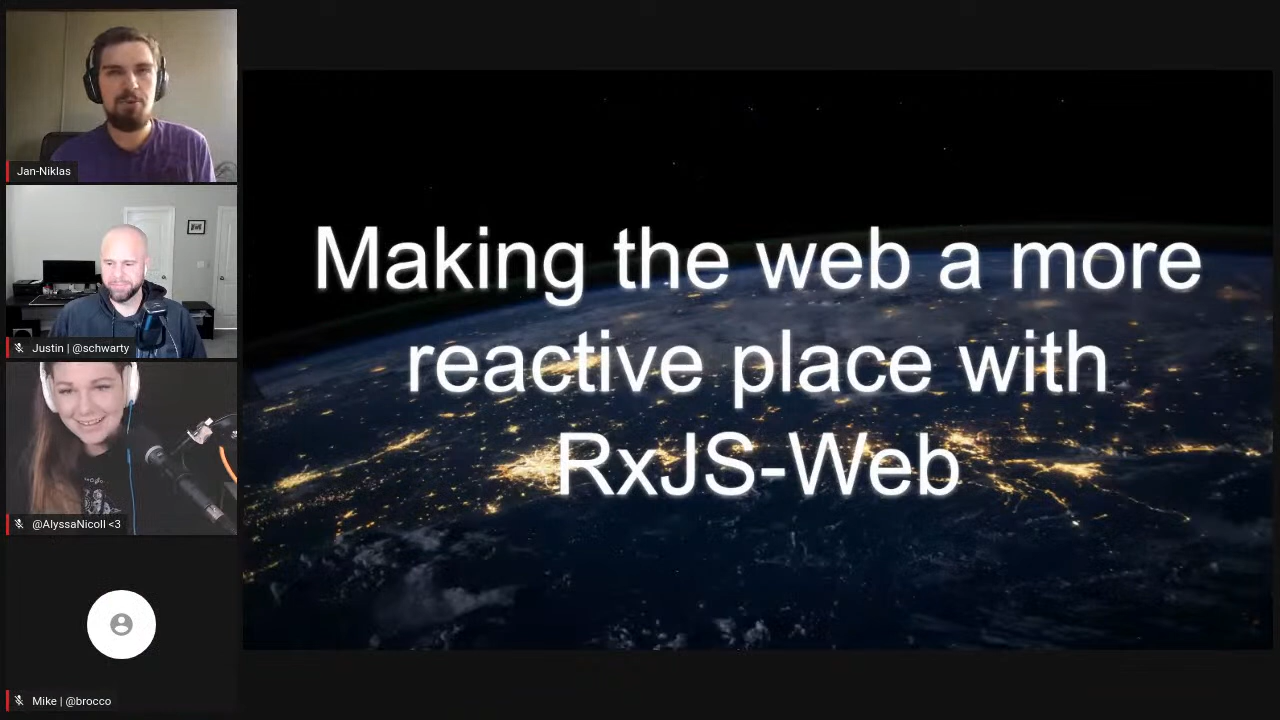 Jan-Niklas
Justin | @schwarty
@AlyssaNicoll <3
Mike | @brocco
Making the web a more
reactive place with
RxJS-Web